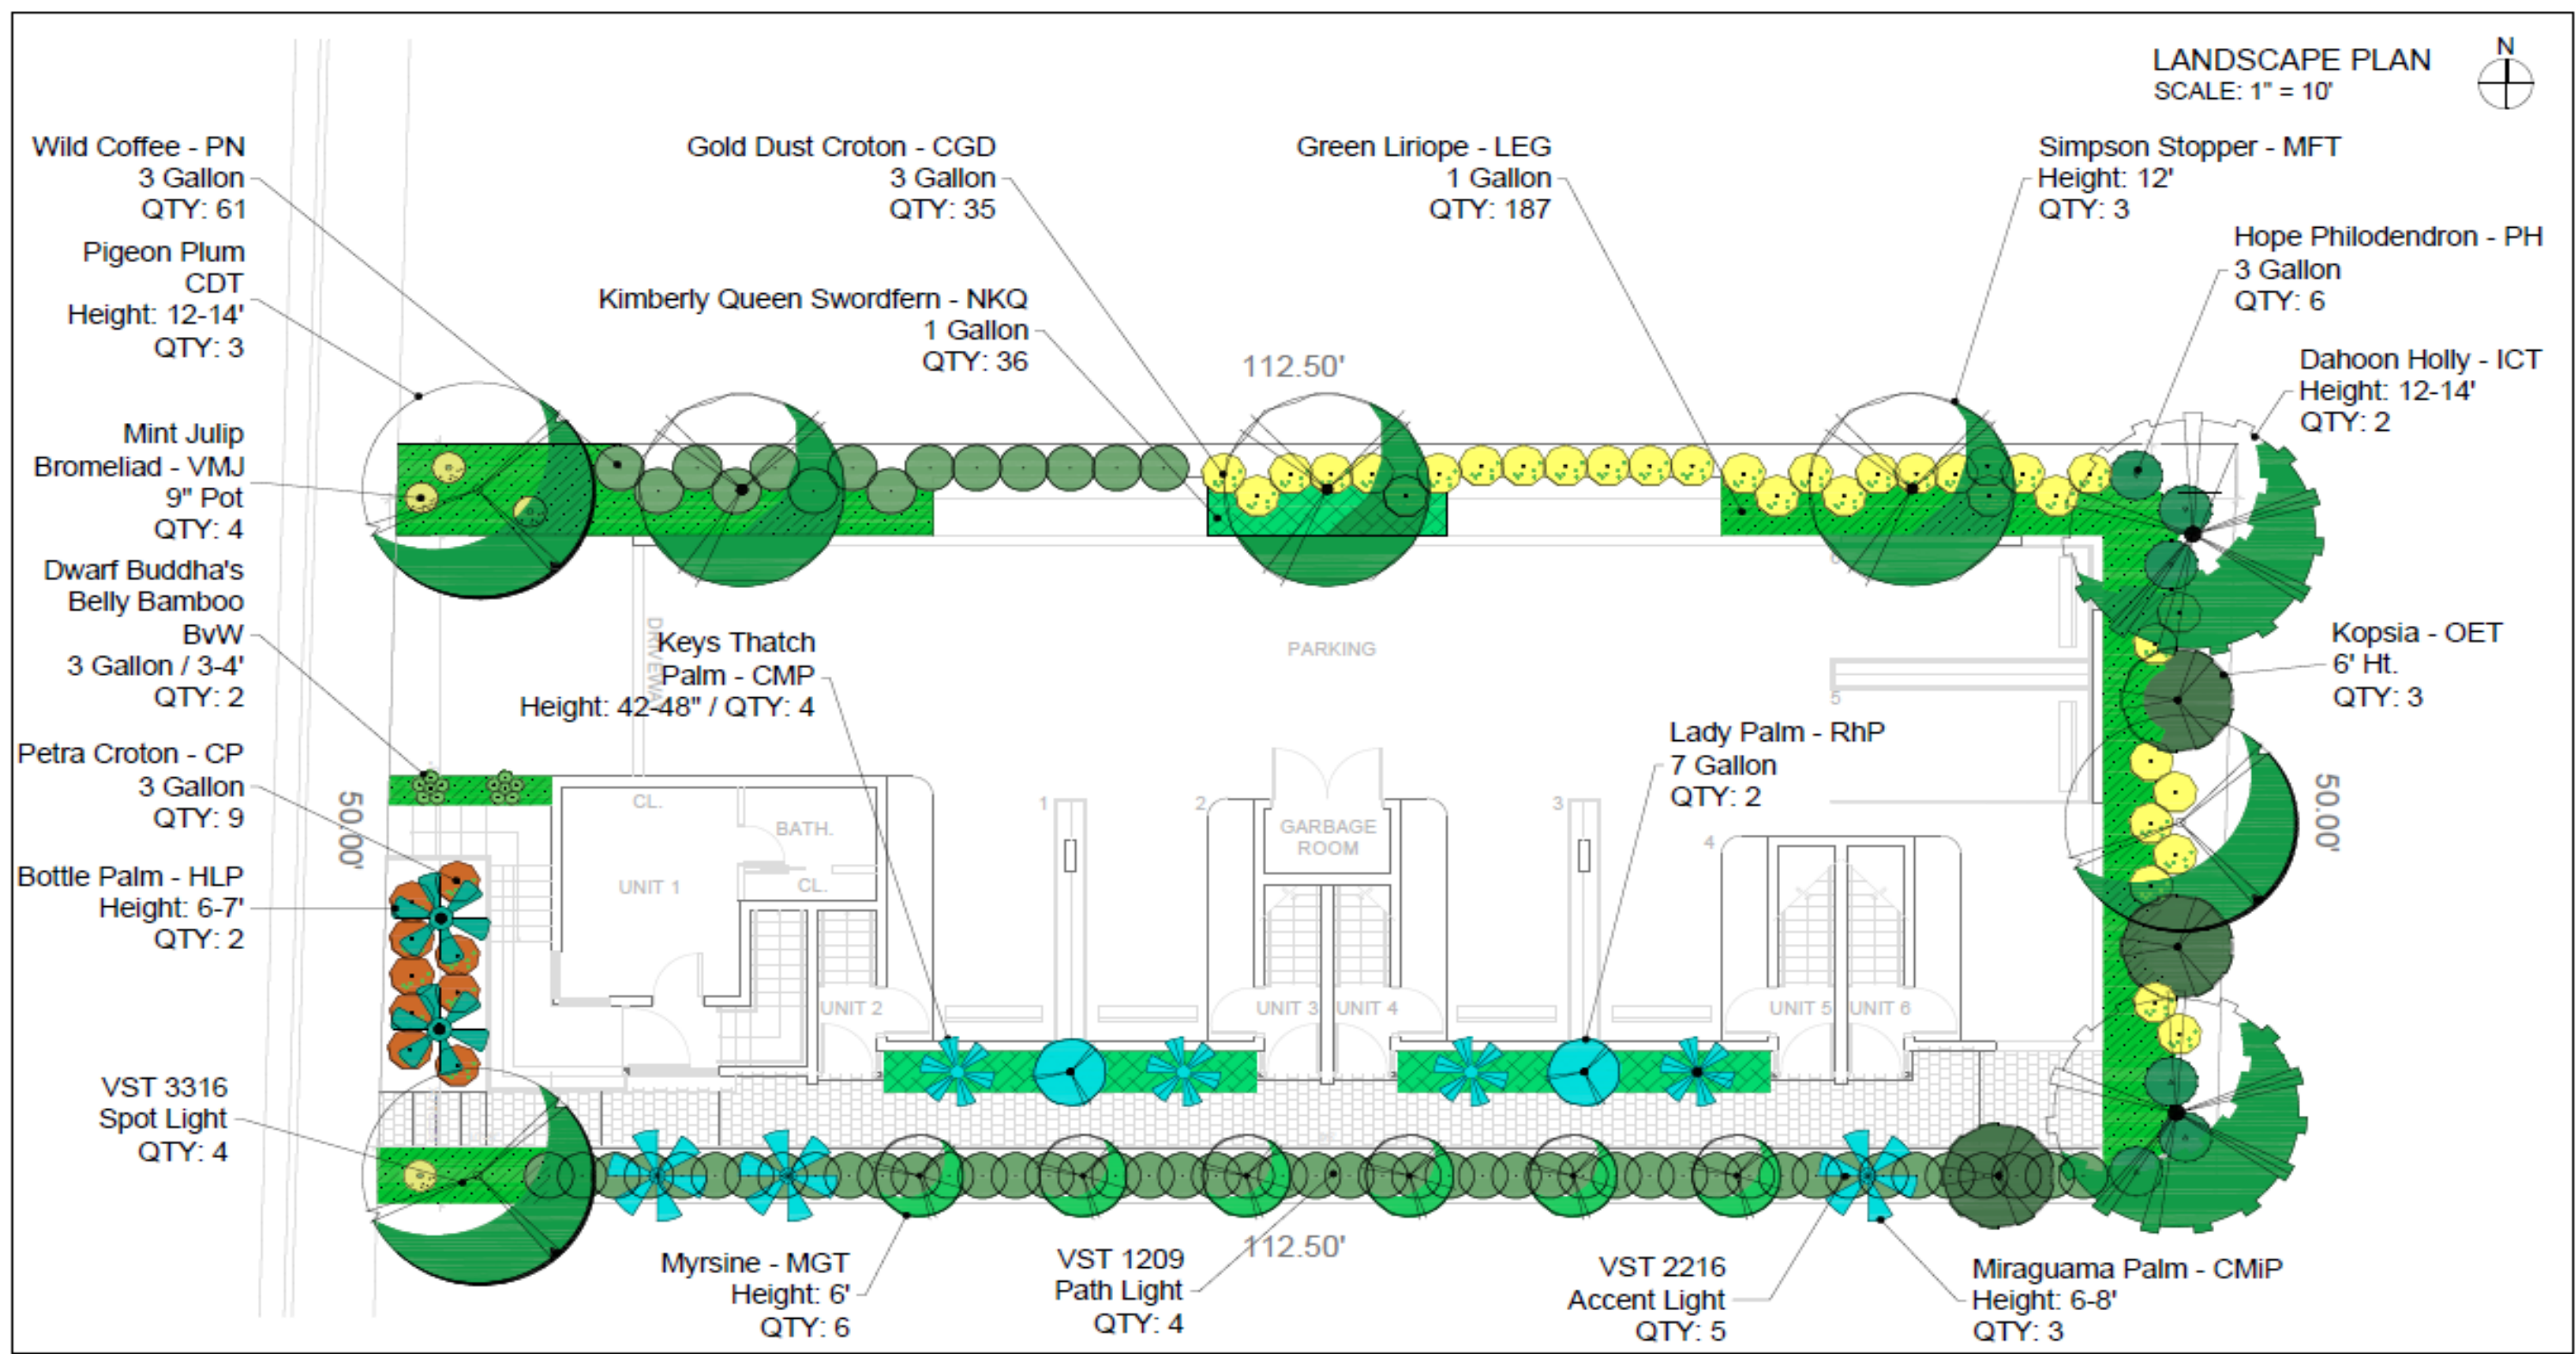 LANDSCAPE PLAN
SCALE: 1" = 10'
N
Wild Coffee - PN
3 Gallon
QTY: 61
Gold Dust Croton - CGD
3 Gallon
QTY: 35
Green Liriope - LEG
1 Gallon
QTY: 187
Simpson Stopper - MFT
Height: 12'
QTY: 3
Pigeon Plum
CDT
Height: 12-14'
QTY: 3
Kimberly Queen Swordfern - NKQ
1 Gallon
QTY: 36
Hope Philodendron - PH
3 Gallon
QTY: 6
112.50'
Dahoon Holly - ICT
Height: 12-14'
QTY: 2
Mint Julip
Bromeliad - VMJ
9" Pot
QTY: 4
Dwarf Buddha's
Belly Bamboo
BvW
3 Gallon / 3-4'
QTY: 2
DRIVEWAY
Keys Thatch
Palm - CMP
Height: 42-48" / QTY: 4
PARKING
6
5
Kopsia - OET
6' Ht.
QTY: 3
Lady Palm - RhP
7 Gallon
QTY: 2
Petra Croton - CP
3 Gallon
QTY: 9
50.00'
50.00'
CL.
BATH.
CL.
UNIT 1
1
2
GARBAGE
ROOM
3
4
Bottle Palm - HLP
Height: 6-7'
QTY: 2
UNIT 2
UNIT 3
UNIT 4
UNIT 5
UNIT 6
VST 3316
Spot Light
QTY: 4
Myrsine - MGT
Height: 6'
QTY: 6
VST 1209
Path Light
QTY: 4
112.50'
VST 2216
Accent Light
QTY: 5
Miraguama Palm - CMiP
Height: 6-8'
QTY: 3